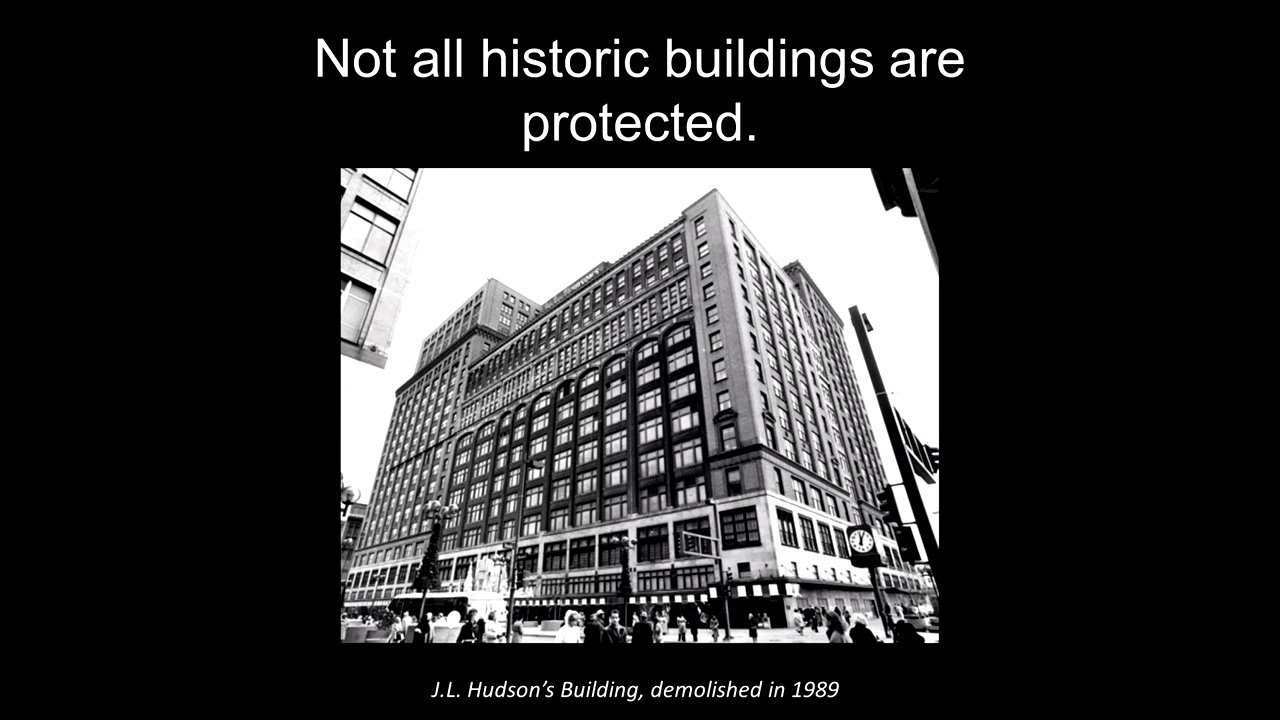 Not all historic buildings are
protected.
J.L. Hudson’s Building, demolished in 1989